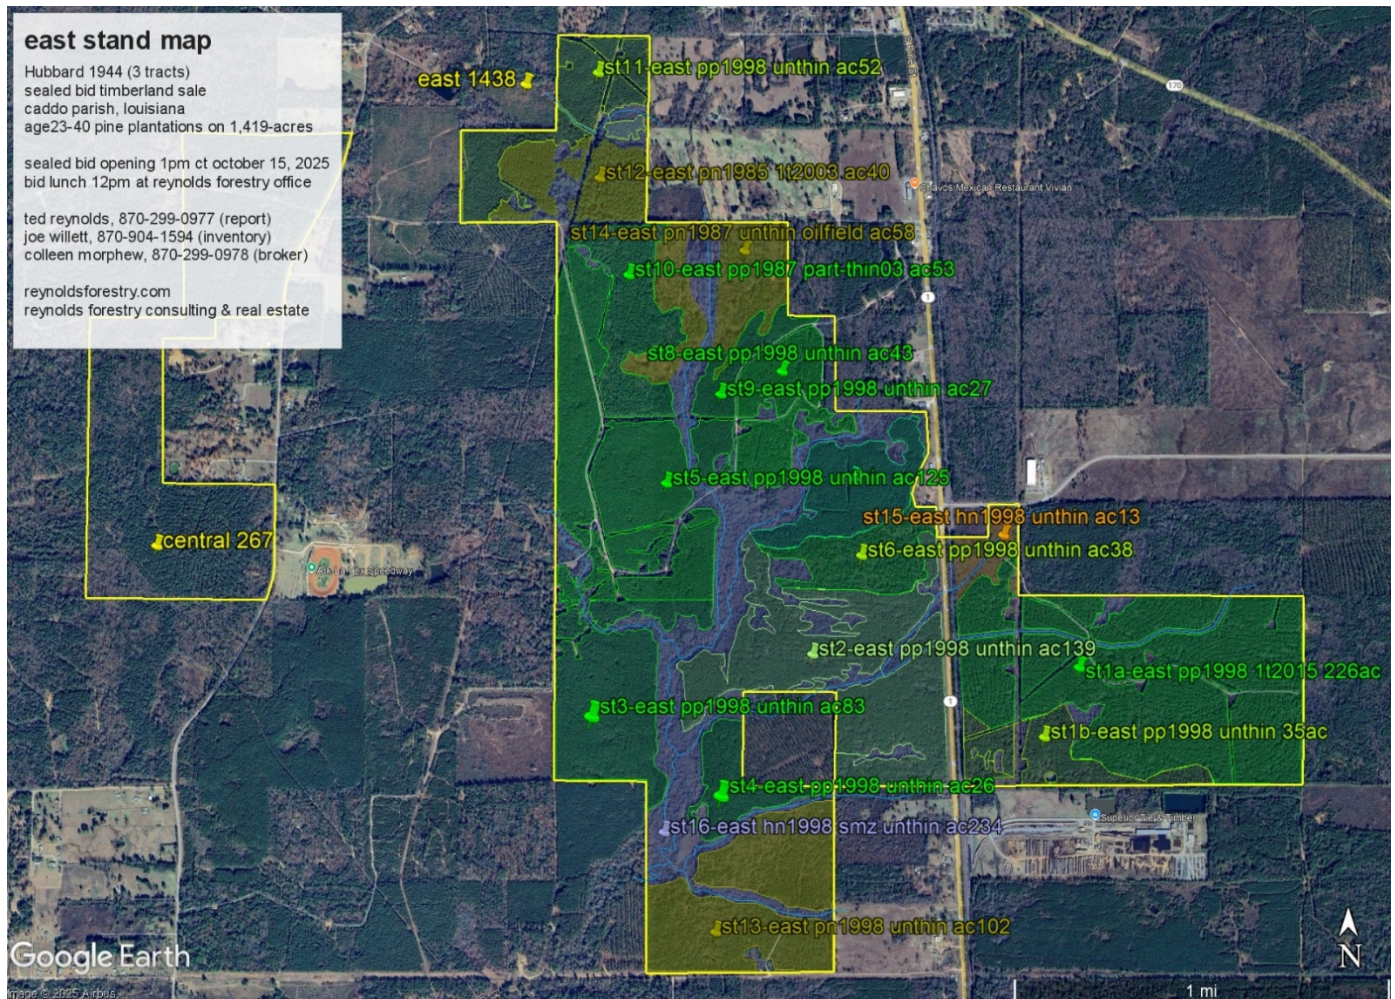 east stand map
Hubbard 1944 (3 tracts)
sealed bid timberland sale
caddo parish, louisiana
age23-40 pine plantations on 1,419-acres
sealed bid opening 1pm ct october 15, 2025
bid lunch 12pm at reynolds forestry office
ted reynolds, 870-299-0977 (report)
joe willett, 870-904-1594 (inventory)
colleen morphew, 870-299-0978 (broker)
reynoldsforestry.com
reynolds forestry consulting & real estate
east 1438
st11-east pp1998 unthin ac52
170
st12-east pn1985 1t2003 ac40
Chavos Mexican Restaurant Vivian
st14-east pn1987 unthin oilfield ac58
st10-east pp1987 part-thin03 ac53
1
st8-east pp1998 unthin ac43
st9-east pp1998 unthin ac27
st5-east pp1998 unthin ac125
st15-east hn1998 unthin ac13
central 267
st6-east pp1998 unthin ac38
Speedway
st2-east pp1998 unthin ac139
st1a-east pp1998 1t2015 226ac
st3-east pp1998 unthin ac83
1
st1b-east pp1998 unthin 35ac
st4-east pp1998 unthin ac26
Superior Tie & Timber
st16-east hn1998 smz unthin ac234
st13-east pn1998 unthin ac102
N
Google Earth
Image © 2025 Airbus
1 mi